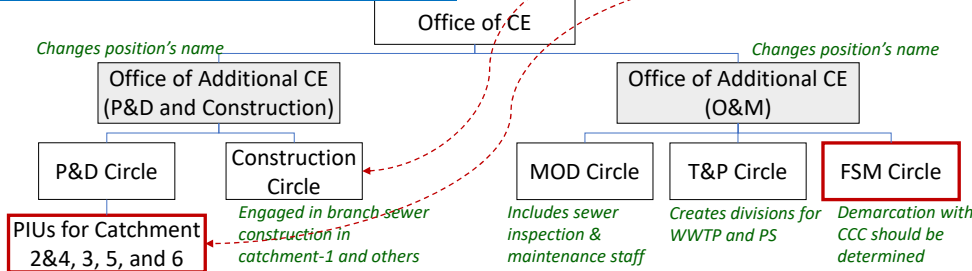 Office of CE
Changes position's name
Changes position's name
Office of Additional CE
(P&D and Construction)
Office of Additional CE
(O&M)
P&D Circle
Construction
Circle
MOD Circle
T&P Circle
FSM Circle
PIUs for Catchment
2&4, 3, 5, and 6
Engaged in branch sewer
construction in
catchment-1 and others
Includes sewer
inspection &
maintenance staff
Creates divisions for
WWTP and PS
Demarcation with
CCC should be
determined